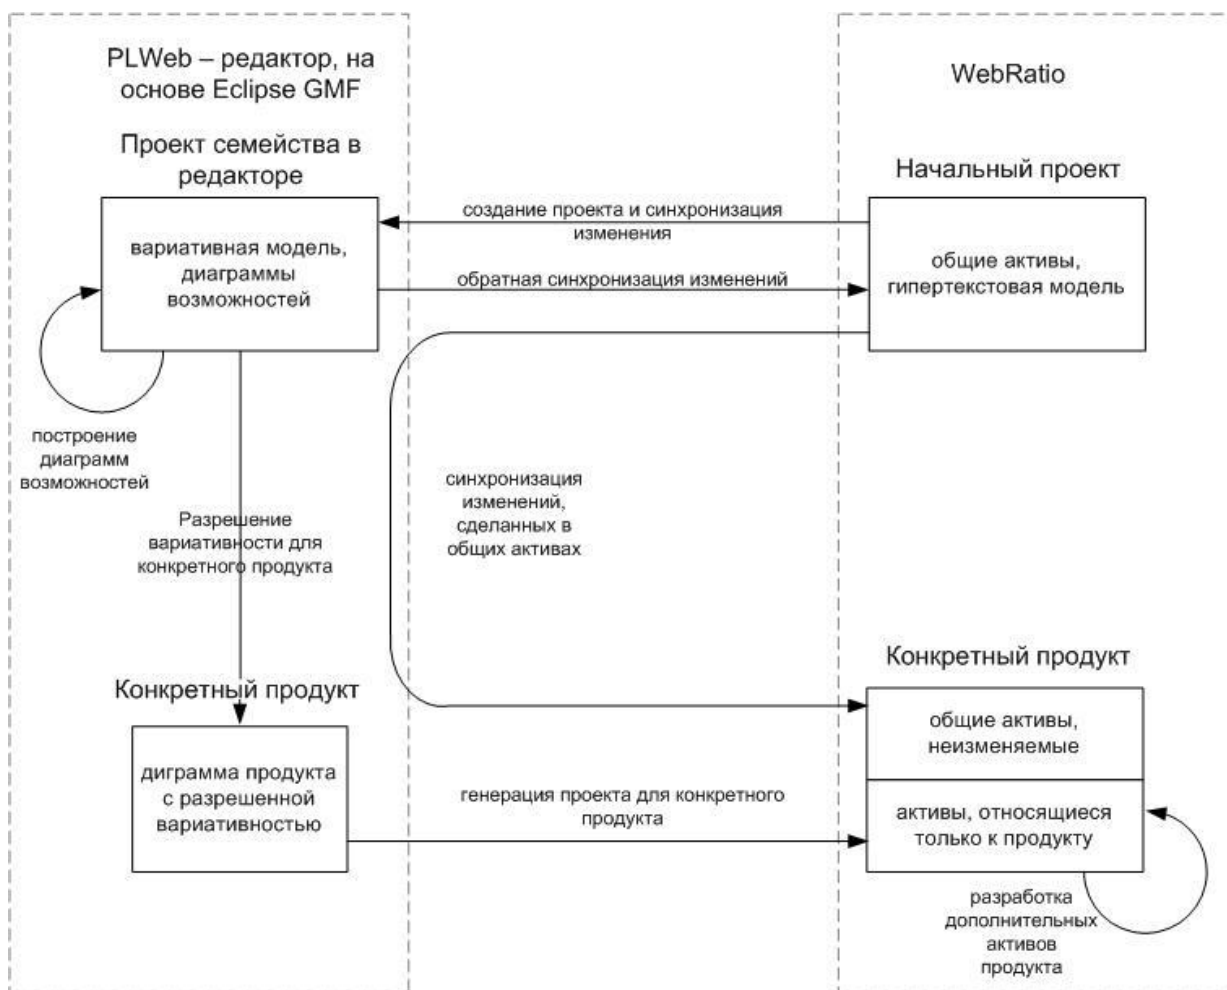 PLWeb – редактор, на
основе Eclipse GMF
WebRatio
Проект семейства в
редакторе
Начальный проект
вариативная модель,
диаграммы
возможностей
создание проекта и синхронизация
изменения
обратная синхронизация изменений
общие активы,
гипертекстовая модель
построение
диаграмм
возможностей
Разрешение
вариативности для
конкретного продукта
синхронизация
изменений,
сделанных в
общих активах
Конкретный продукт
Конкретный продукт
диграмма продукта
с разрешенной
вариативностью
генерация проекта для конкретного
продукта
общие активы,
неизменяемые
активы, относящиеся
только к продукту
разработка
дополнительных
активов
продукта